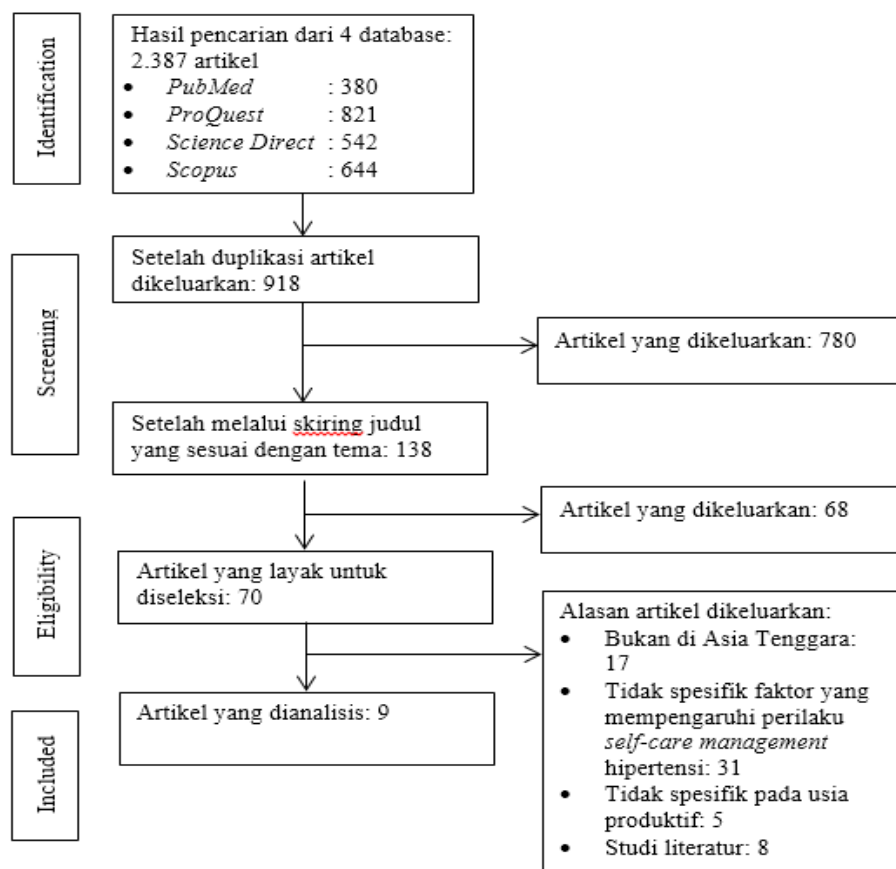 Identification
Hasil pencarian dari 4 database:
2.387 artikel
• PubMed : 380
• ProQuest : 821
• Science Direct : 542
• Scopus : 644
Screening
Setelah duplikasi artikel
dikeluarkan: 918
Artikel yang dikeluarkan: 780
Setelah melalui skiring judul
yang sesuai dengan tema: 138
Artikel yang dikeluarkan: 68
Eligibility
Artikel yang layak untuk
diseleksi: 70
Alasan artikel dikeluarkan:
• Bukan di Asia Tenggara:
17
• Tidak spesifik faktor yang
mempengaruhi perilaku
self-care management
hipertensi: 31
• Tidak spesifik pada usia
produktif: 5
• Studi literatur: 8
Included
Artikel yang dianalisis: 9